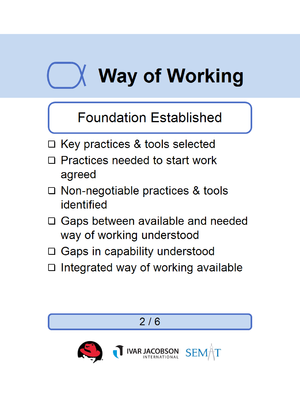 Way of Working
Foundation Established
❑ Key practices & tools selected
❑ Practices needed to start work
agreed
❑ Non-negotiable practices & tools
identified
❑ Gaps between available and needed
way of working understood
❑ Gaps in capability understood
❑ Integrated way of working available
2 / 6
IVAR JACOBSON
INTERNATIONAL
SEMAT